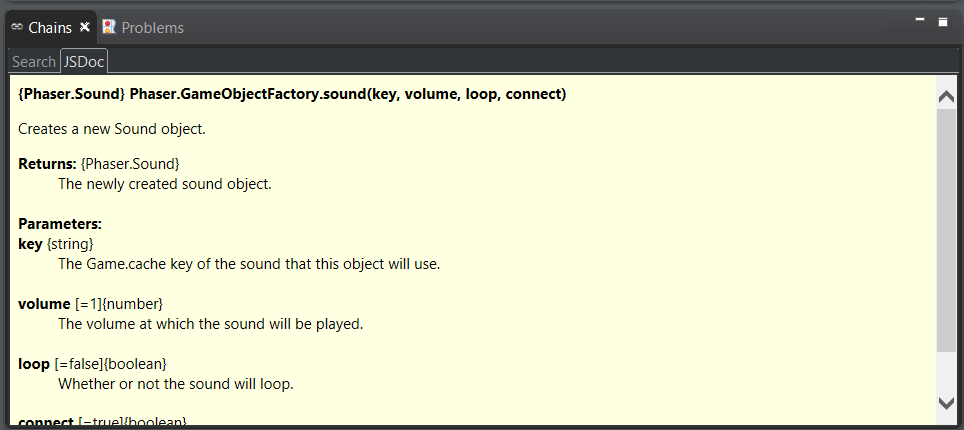 Chains Problems
Search JSDoc
{Phaser.Sound} Phaser.GameObjectFactory.sound(key, volume, loop, connect)
Creates a new Sound object.
Returns: {Phaser.Sound}
The newly created sound object.
Parameters:
key {string}
The Game.cache key of the sound that this object will use.
volume [=1]{number}
The volume at which the sound will be played.
loop [=false]{boolean}
Whether or not the sound will loop.
connect [=true]{boolean}